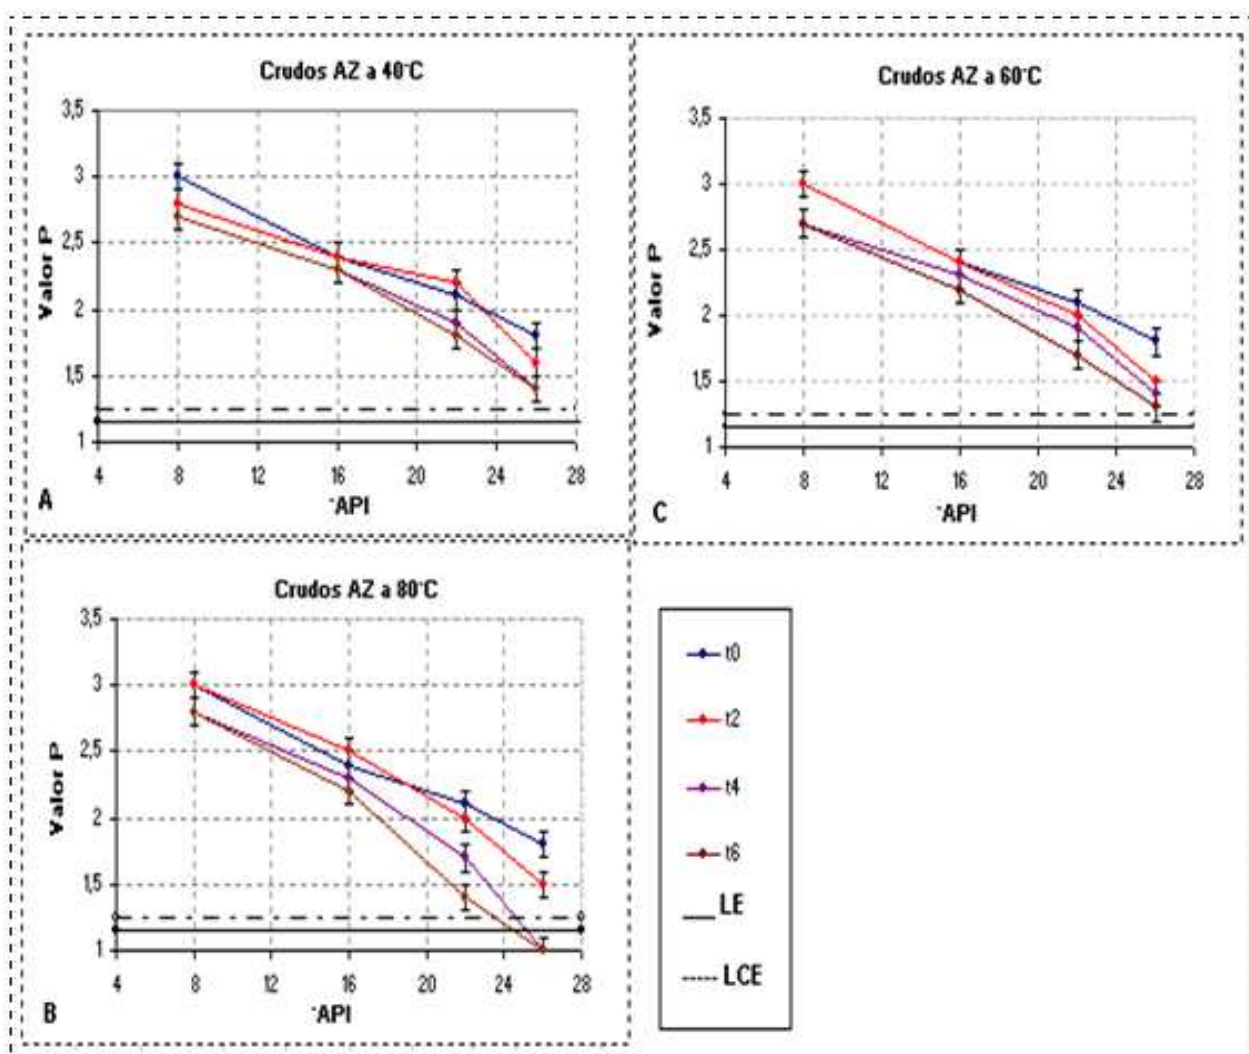 Crudos AZ a 40°C
Valor P
3,5
3
2,5
2
1,5
1
4 8 12 16 20 24 28
°API
A
Crudos AZ a 60°C
Valor P
3,5
3
2,5
2
1,5
1
4 8 12 16 20 24 28
°API
C
Crudos AZ a 80°C
Valor P
3,5
3
2,5
2
1,5
1
4 8 12 16 20 24 28
°API
B
t0
t2
t4
t6
LE
LCE